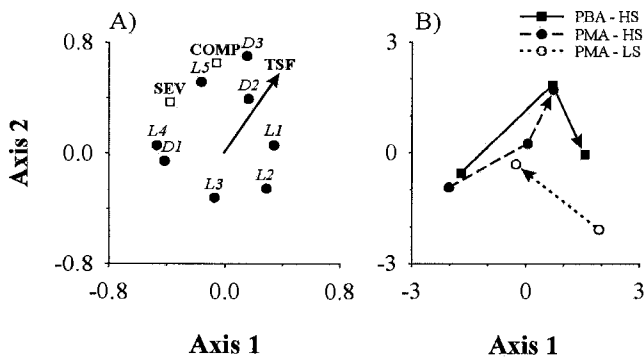 A)
B)
PBA - HS
PMA - HS
PMA - LS
0.8
0.0
-0.8
Axis 2
COMP
D3
TSF
L5
SEV
D2
L4
D1
L1
L3
L2
-0.8
0.0
0.8
Axis 1
3
0
-3
-3
0
3
Axis 1